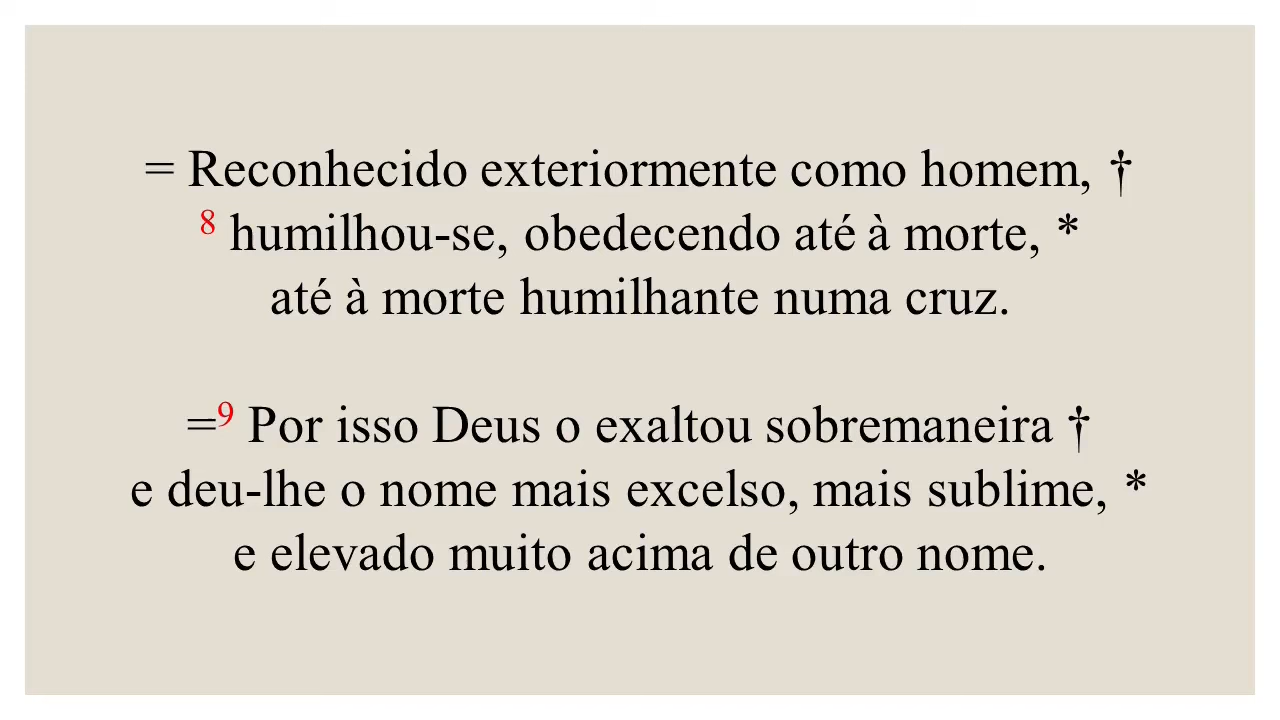 = Reconhecido exteriormente como homem, †
8 humilhou-se, obedecendo até à morte, *
até à morte humilhante numa cruz.
=9 Por isso Deus o exaltou sobremaneira †
e deu-lhe o nome mais excelso, mais sublime, *
e elevado muito acima de outro nome.